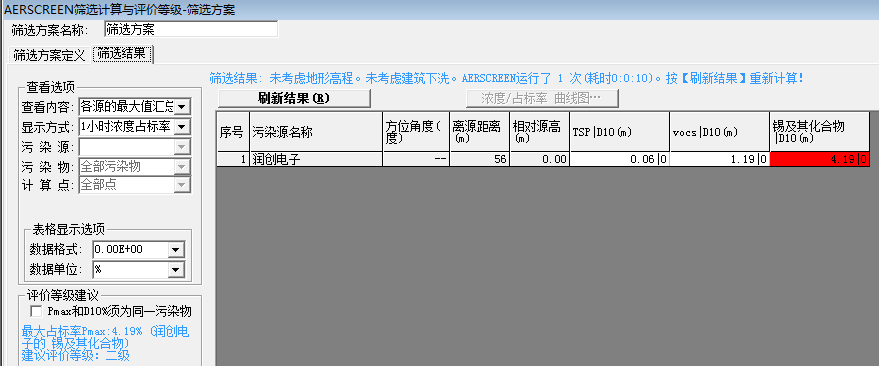 AERSCREEN筛选计算与评价等级-筛选方案
筛选方案名称: 筛选方案
筛选方案定义 筛选结果
筛选结果: 未考虑地形高程。未考虑建筑下洗。AERSCREEN运行了 1 次(耗时0:0:10)。按【刷新结果】重新计算!
刷新结果(R) 浓度/占标率 曲线图…
查看选项
查看内容: 各源的最大值汇总
显示方式: 1小时浓度占标率
污 染 源:
污 染 物: 全部污染物
计 算 点: 全部点
表格显示选项
数据格式: 0.00E+00
数据单位: %
评价等级建议
Pmax和D10%须为同一污染物
最大占标率Pmax:4.19% (润创电
子的 锡及其化合物)
建议评价等级: 二级
序号 污染源名称 方位角度(度) 离源距离(m) 相对源高(m) TSP|D10(m) vocs|D10(m) 锡及其化合物|D10(m)
1 润创电子 -- 56 0.00 0.06|0 1.19|0 4.19|0